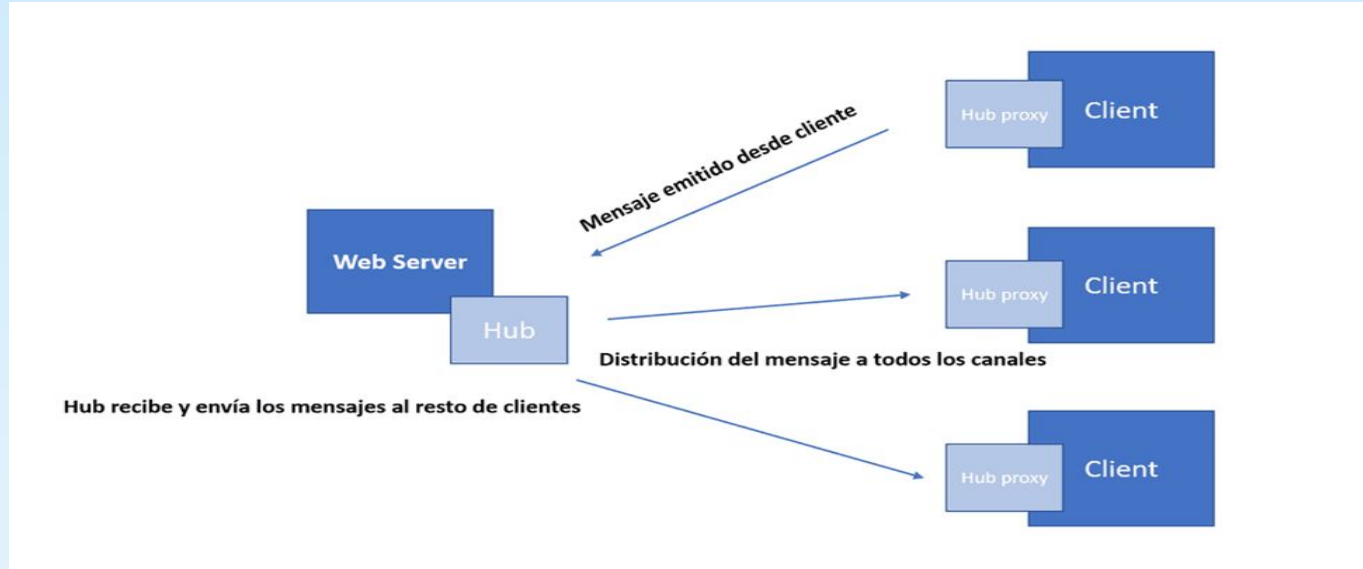 Hub proxy
Client
Mensaje emitido desde cliente
Web Server
Hub proxy
Client
Hub
Distribución del mensaje a todos los canales
Hub recibe y envía los mensajes al resto de clientes
Hub proxy
Client